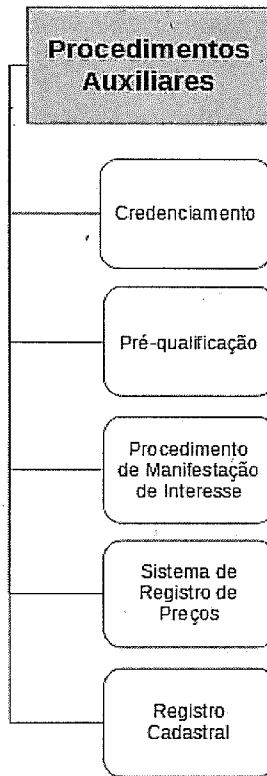 Procedimentos
Auxiliares
Credenciamento
Pré-qualificação
Procedimento
de Manifestação
de Interesse
Sistema de
Registro de
Preços
Registro
Cadastral